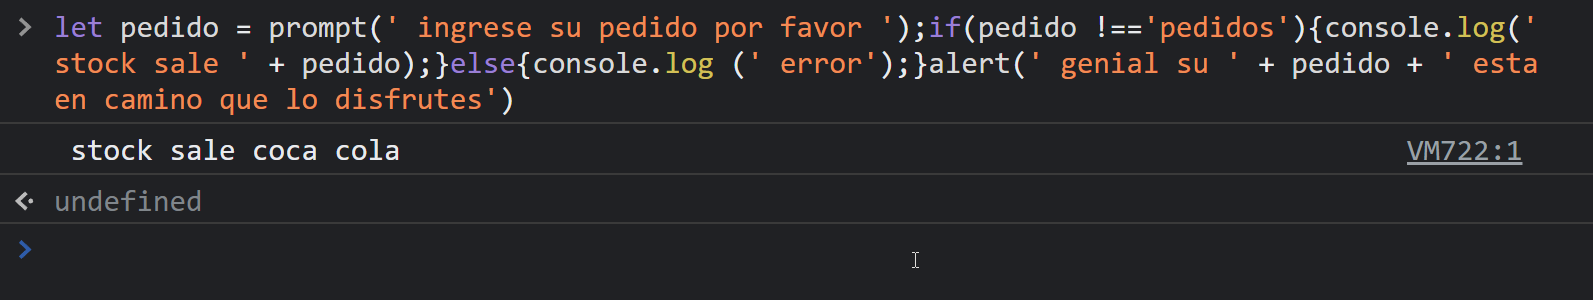 let pedido = prompt(' ingrese su pedido por favor ');if(pedido !=='pedidos'){console.log('
stock sale ' + pedido);}else{console.log (' error');}alert(' genial su ' + pedido + ' esta
en camino que lo disfrutes')
stock sale coca cola VM722:1
undefined